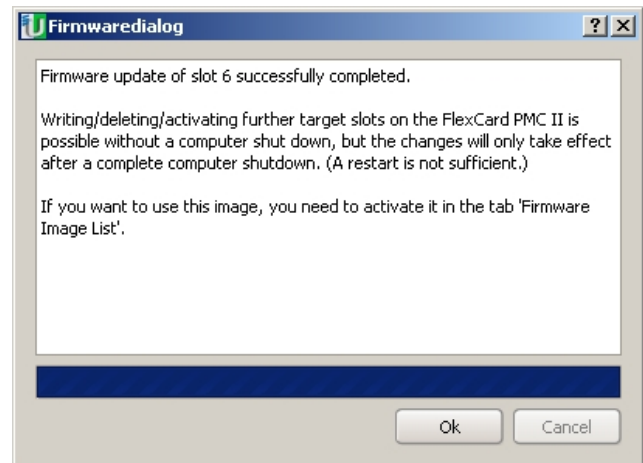 Firmwaredialog
Firmware update of slot 6 successfully completed.
Writing/deleting/activating further target slots on the FlexCard PMC II is
possible without a computer shut down, but the changes will only take effect
after a complete computer shutdown. (A restart is not sufficient.)
If you want to use this image, you need to activate it in the tab 'Firmware
Image List'.
Ok Cancel